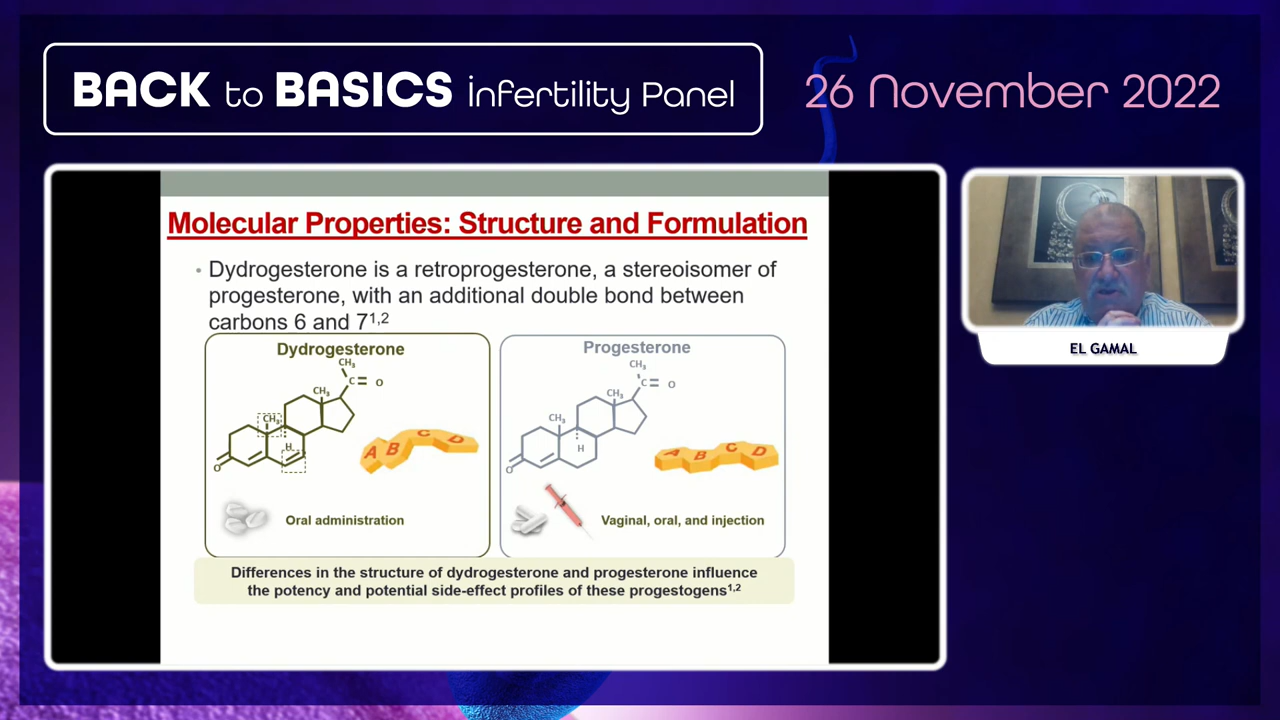 BACK to BASICS infertility Panel
26 November 2022
Molecular Properties: Structure and Formulation
• Dydrogesterone is a retroprogesterone, a stereoisomer of
progesterone, with an additional double bond between
carbons 6 and 7¹,²
Dydrogesterone
CH₃
C = O
CH₃
CH₃
H
O
A B C D
Oral administration
Progesterone
CH₃
C = O
CH₃
CH₃
H
O
A B C D
Vaginal, oral, and injection
Differences in the structure of dydrogesterone and progesterone influence
the potency and potential side-effect profiles of these progestogens¹,²
EL GAMAL